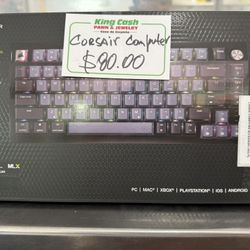 King Cash
PAWN & JEWELRY
Casa de Empeño
CORSAIR Computer
$80.00
MLX
PC | MAC® | XBOX® | PLAYSTATION® | iOS | ANDROID